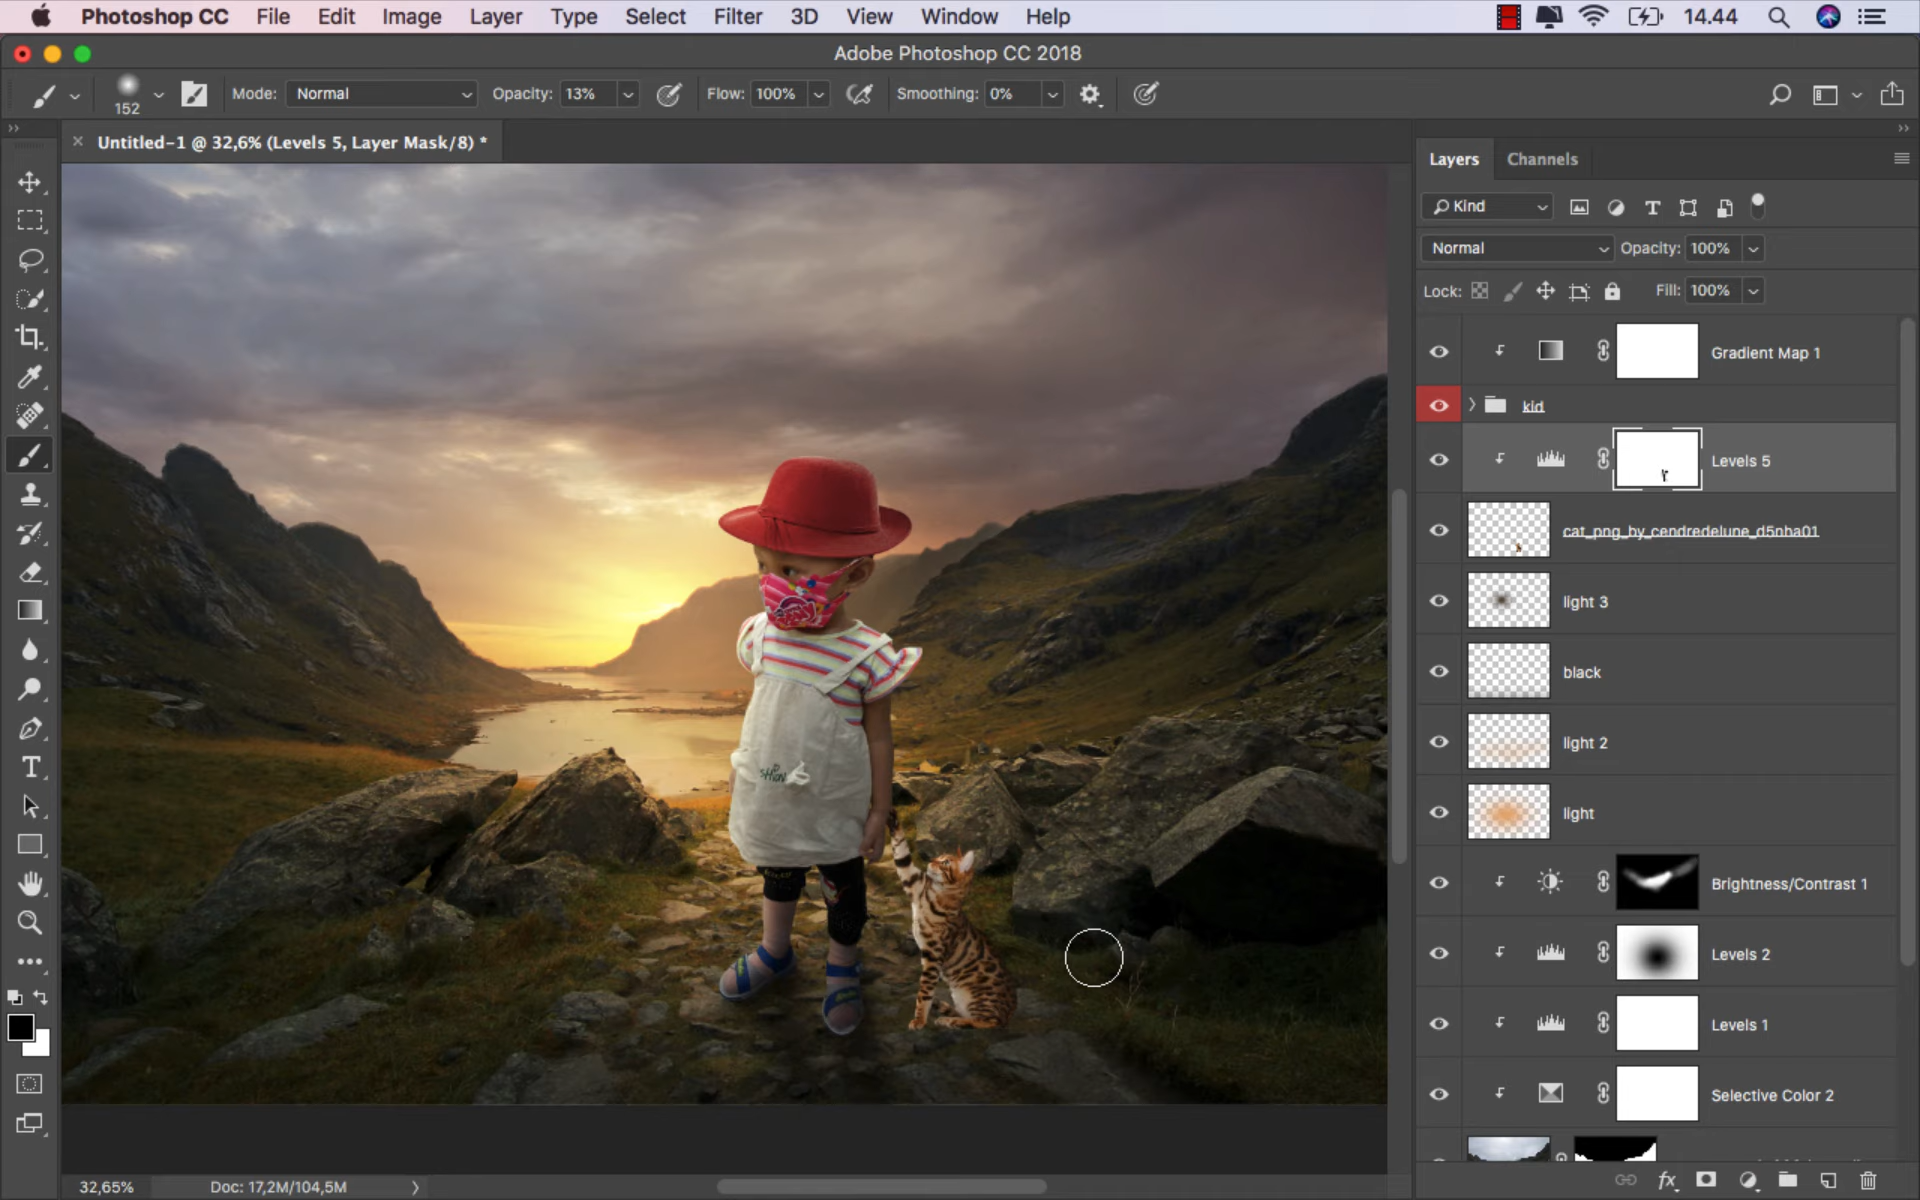 Photoshop CC File Edit Image Layer Type Select Filter 3D View Window Help 14.44
Adobe Photoshop CC 2018
152 Mode: Normal Opacity: 13% Flow: 100% Smoothing: 0%
Untitled-1 @ 32,6% (Levels 5, Layer Mask/8) *
Layers Channels
Kind
Normal Opacity: 100%
Lock: Fill: 100%
Gradient Map 1
kid
Levels 5
cat_png_by_cendredelune_d5nha01
light 3
black
light 2
light
Brightness/Contrast 1
Levels 2
Levels 1
Selective Color 2
32,65% Doc: 17,2M/104,5M